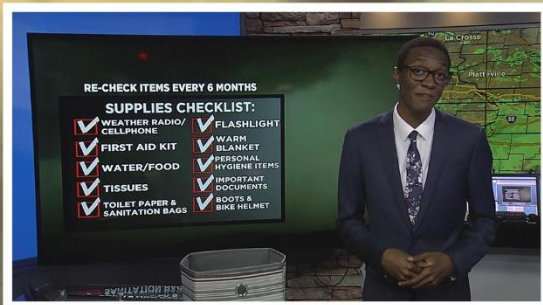 La Crosse
Platteville
RE-CHECK ITEMS EVERY 6 MONTHS
SUPPLIES CHECKLIST:
WEATHER RADIO/
CELLPHONE
FIRST AID KIT
WATER/FOOD
TISSUES
TOILET PAPER &
SANITATION BAGS
FLASHLIGHT
WARM
BLANKET
PERSONAL
HYGIENE ITEMS
IMPORTANT
DOCUMENTS
BOOTS &
BIKE HELMET
SANITATION BAG